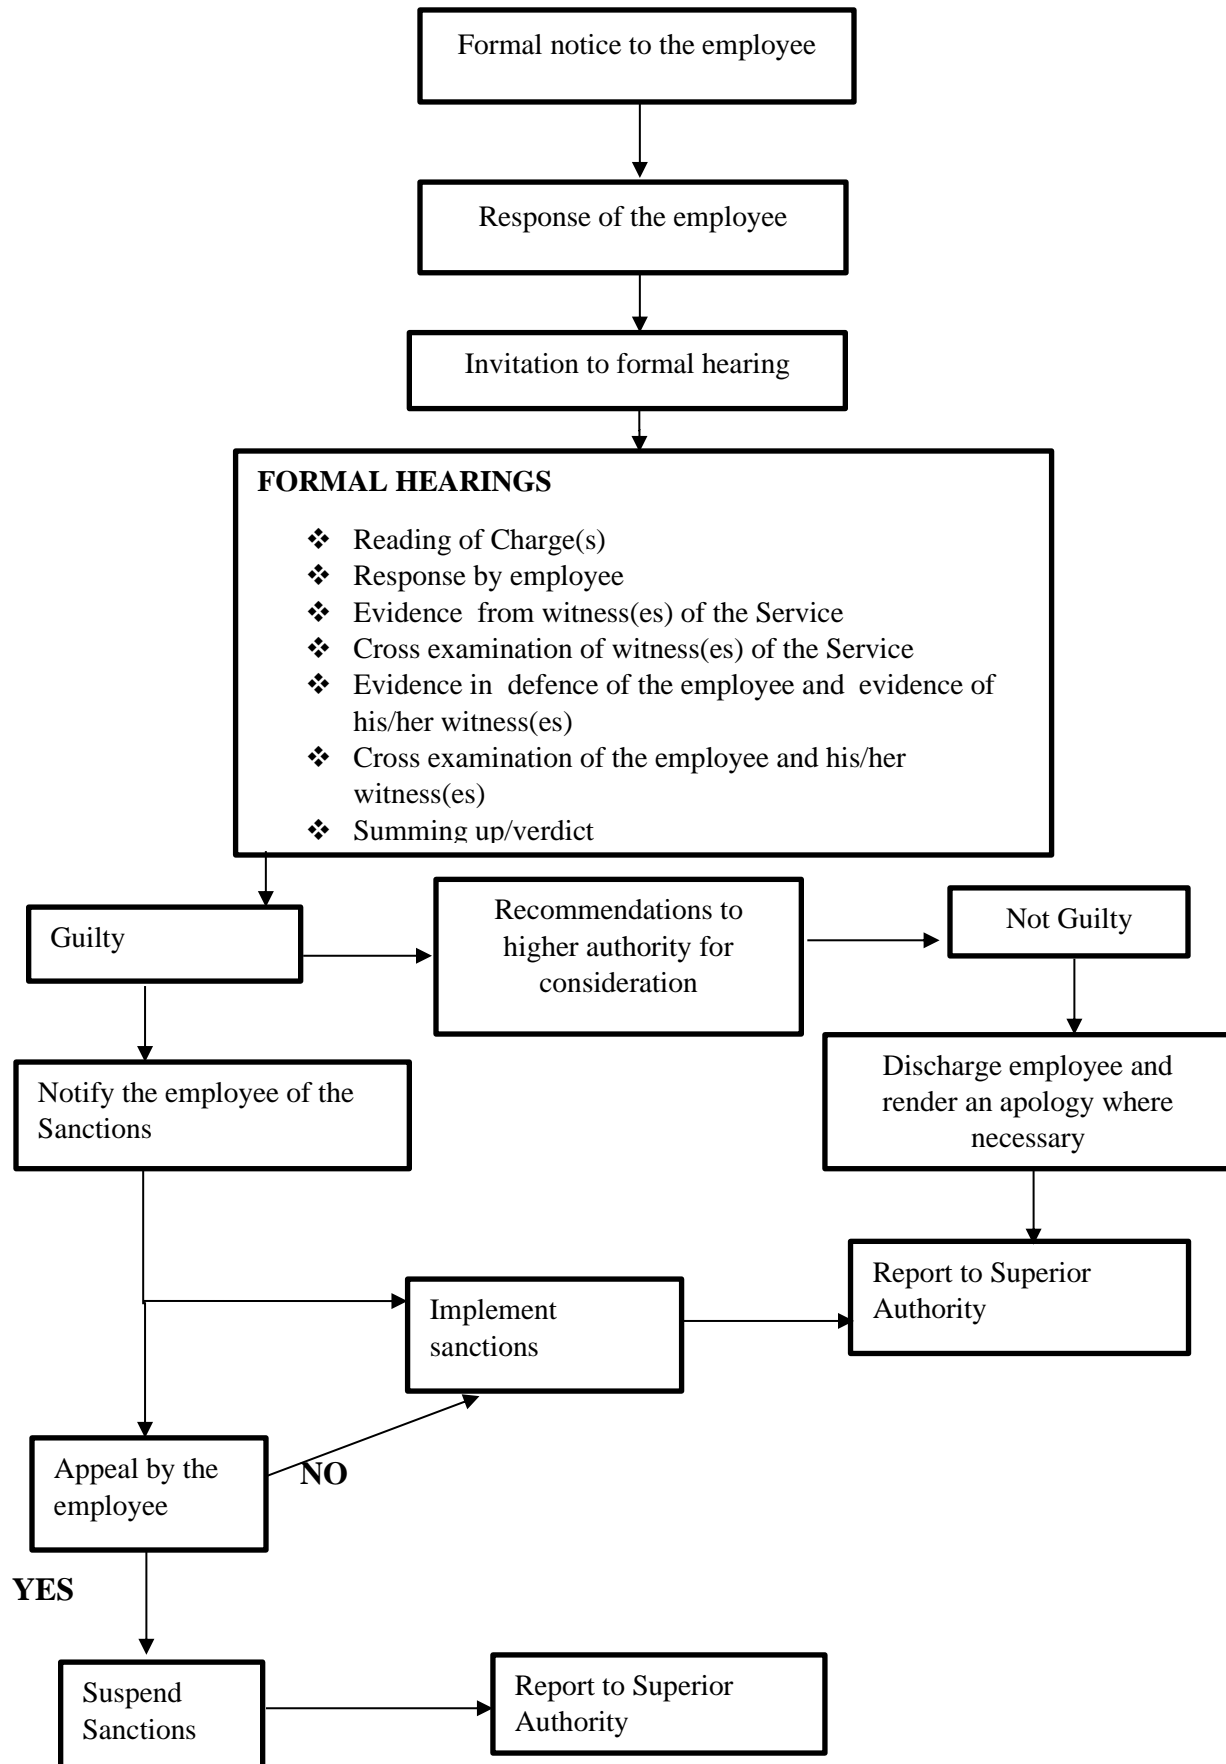 Formal notice to the employee
Response of the employee
Invitation to formal hearing
FORMAL HEARINGS
❖ Reading of Charge(s)
❖ Response by employee
❖ Evidence from witness(es) of the Service
❖ Cross examination of witness(es) of the Service
❖ Evidence in defence of the employee and evidence of
his/her witness(es)
❖ Cross examination of the employee and his/her
witness(es)
❖ Summing up/verdict
Guilty
Recommendations to
higher authority for
consideration
Not Guilty
Notify the employee of the
Sanctions
Discharge employee and
render an apology where
necessary
Implement
sanctions
Report to Superior
Authority
Appeal by the
employee
NO
YES
Suspend
Sanctions
Report to Superior
Authority